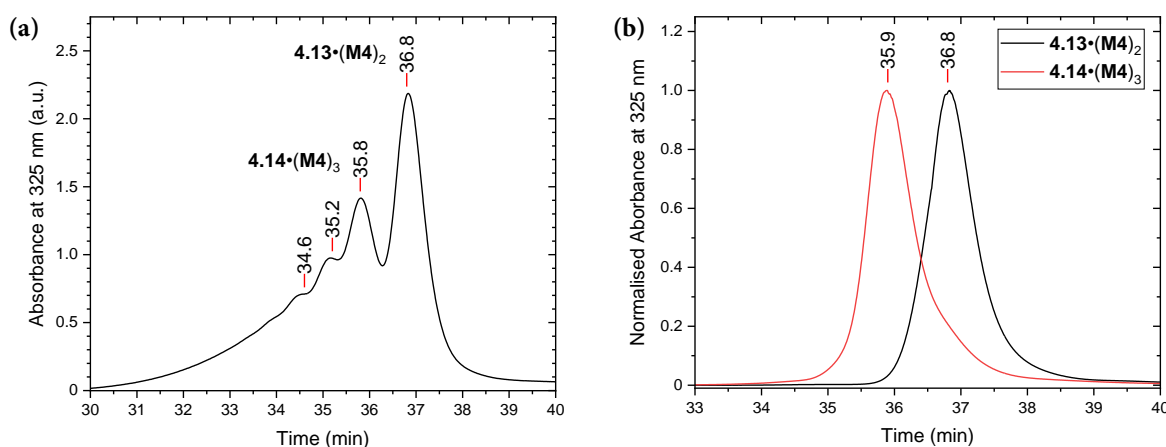 (a)
Absorbance at 325 nm (a.u.)
2.5
2.0
1.5
1.0
0.5
0
30 31 32 33 34 35 36 37 38 39 40
Time (min)
4.13•(M4)2
36.8
4.14•(M4)3
35.8
35.2
34.6
(b)
Normalised Aborbance at 325 nm
1.2
1.0
0.8
0.6
0.4
0.2
0
33 34 35 36 37 38 39 40
Time (min)
35.9
36.8
4.13•(M4)2
4.14•(M4)3